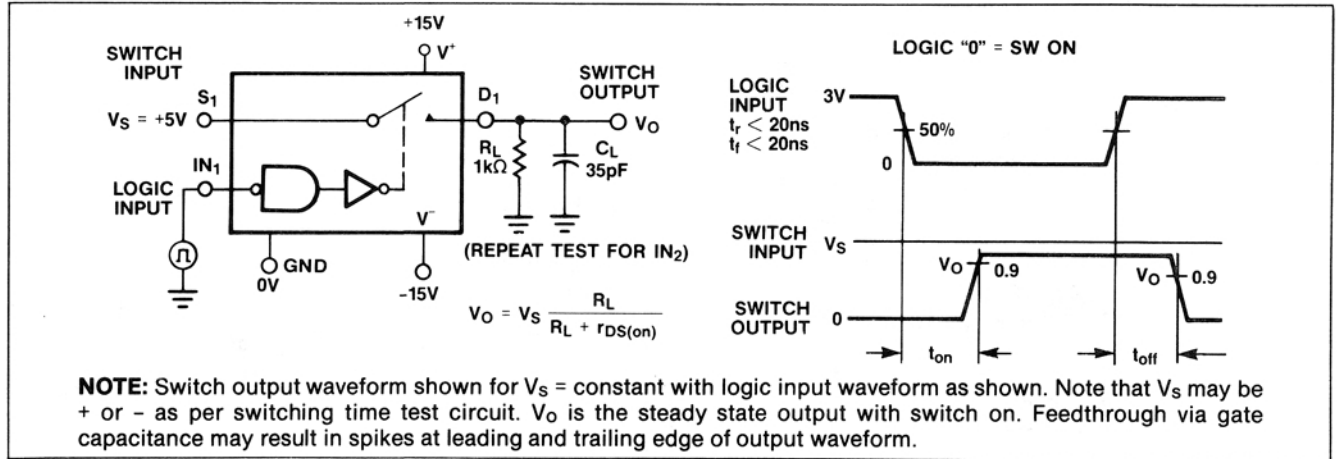 +15V
V+
SWITCH
INPUT
S1
VS = +5V
IN1
LOGIC
INPUT
GND
0V
V−
−15V
D1
SWITCH
OUTPUT
VO
RL
1kΩ
CL
35pF
(REPEAT TEST FOR IN2)
VO = VS RL
RL + rDS(on)
LOGIC "0" = SW ON
LOGIC
INPUT
tr < 20ns
tf < 20ns
3V
50%
0
SWITCH
INPUT
VS
VO
0.9
VO
0.9
SWITCH
OUTPUT
0
ton
toff
NOTE: Switch output waveform shown for VS = constant with logic input waveform as shown. Note that VS may be
+ or − as per switching time test circuit. VO is the steady state output with switch on. Feedthrough via gate
capacitance may result in spikes at leading and trailing edge of output waveform.